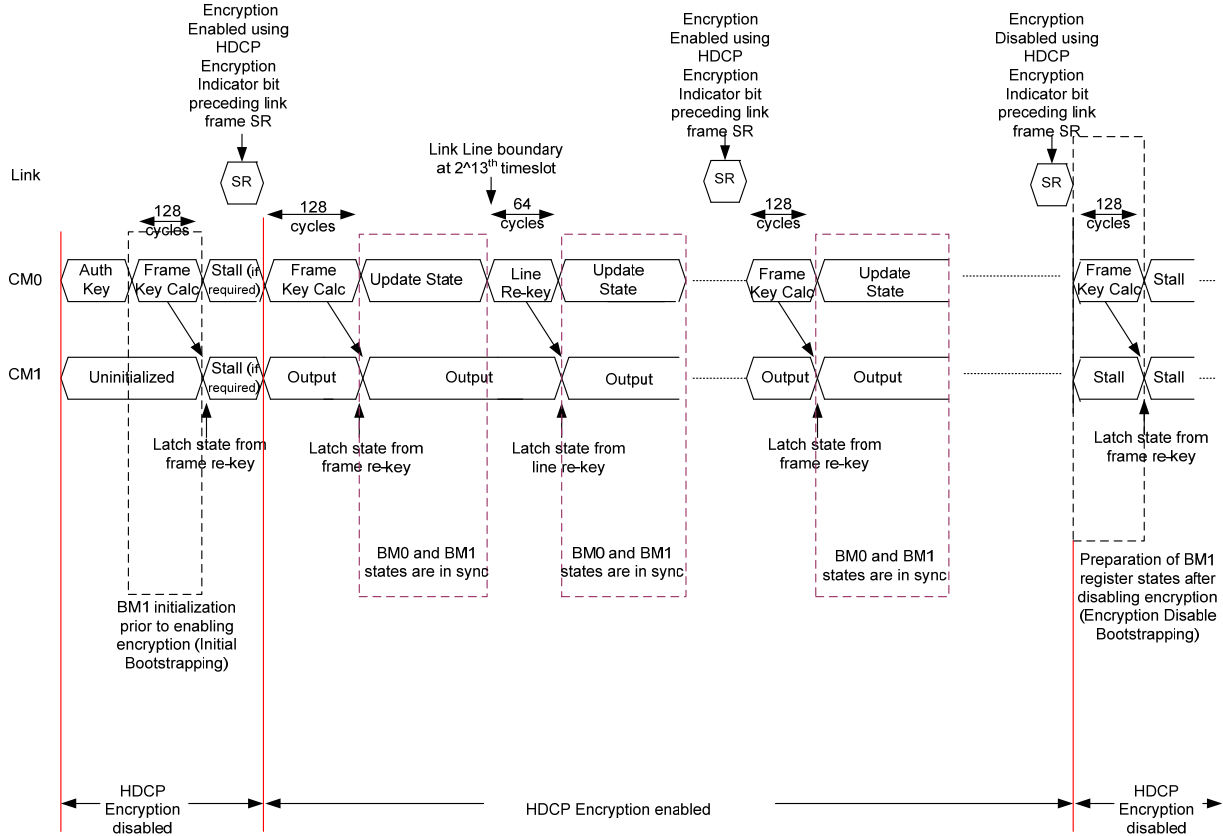 Encryption
Enabled using
HDCP
Encryption
Indicator bit
preceding link
frame SR
Encryption
Enabled using
HDCP
Encryption
Indicator bit
preceding link
frame SR
Encryption
Disabled using
HDCP
Encryption
Indicator bit
preceding link
frame SR
Link Line boundary
at 2^13th timeslot
Link
SR
SR
SR
128
cycles
128
cycles
64
cycles
128
cycles
128
cycles
CM0
Auth
Key
Frame
Key Calc
Stall (if
required)
Frame
Key Calc
Update State
Line
Re-key
Update
State
Frame
Key Calc
Update
State
Frame
Key Calc
Stall
CM1
Uninitialized
Stall (if
required)
Output
Output
Output
Output
Output
Stall
Stall
Latch state from
frame re-key
Latch state from
frame re-key
Latch state from
line re-key
Latch state from
frame re-key
Latch state from
frame re-key
BM0 and BM1
states are in sync
BM0 and BM1
states are in sync
BM0 and BM1
states are in sync
BM1 initialization
prior to enabling
encryption (Initial
Bootstrapping)
Preparation of BM1
register states after
disabling encryption
(Encryption Disable
Bootstrapping)
HDCP
Encryption
disabled
HDCP Encryption enabled
HDCP
Encryption
disabled